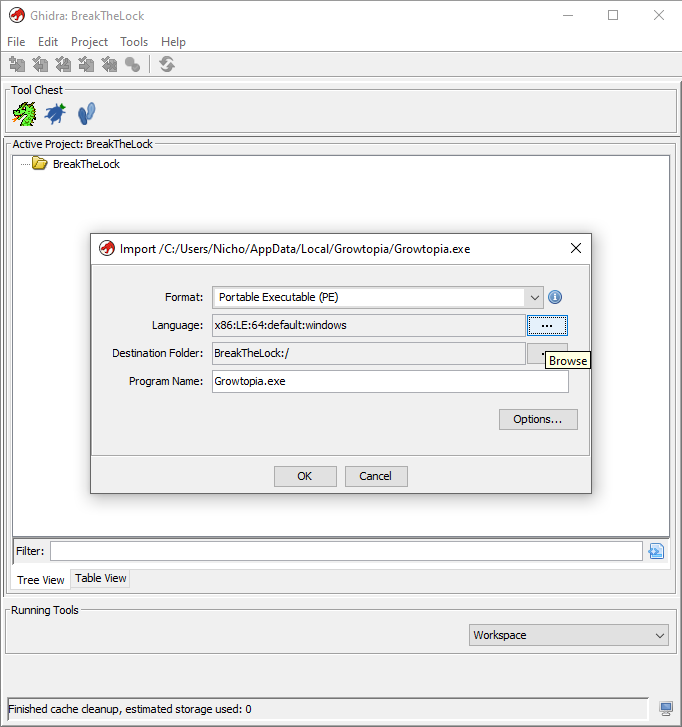 Ghidra: BreakTheLock
File Edit Project Tools Help
Tool Chest
Active Project: BreakTheLock
BreakTheLock
Import /C:/Users/Nicho/AppData/Local/Growtopia/Growtopia.exe
Format: Portable Executable (PE)
Language: x86:LE:64:default:windows ...
Destination Folder: BreakTheLock:/
Browse
Program Name: Growtopia.exe
Options...
OK Cancel
Filter:
Tree View Table View
Running Tools
Workspace
Finished cache cleanup, estimated storage used: 0